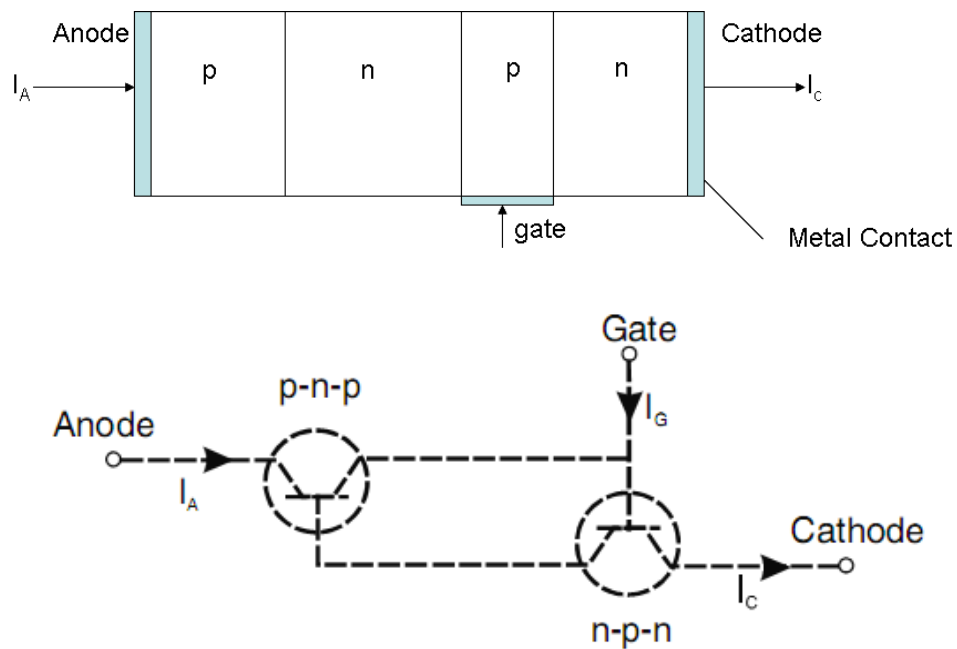 Anode
Cathode
p
n
p
n
I_A
I_c
gate
Metal Contact
Gate
p-n-p
I_G
Anode
I_A
Cathode
I_C
n-p-n